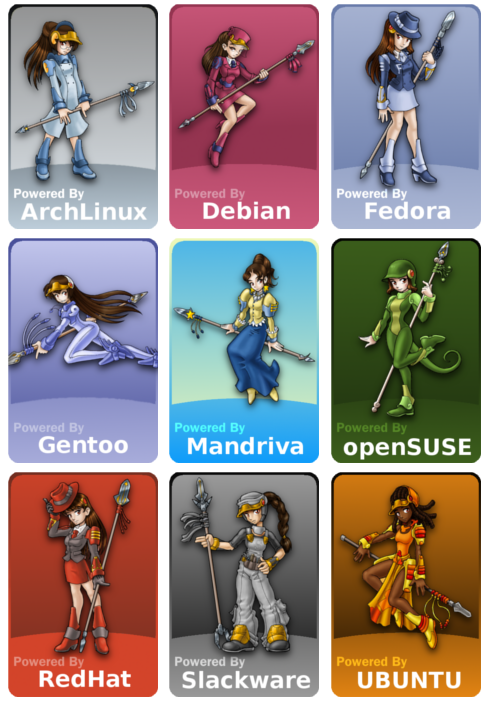 Powered By
ArchLinux
Powered By
Debian
Powered By
Fedora
Powered By
Gentoo
Powered By
Mandriva
Powered By
openSUSE
Powered By
RedHat
Powered By
Slackware
Powered By
UBUNTU